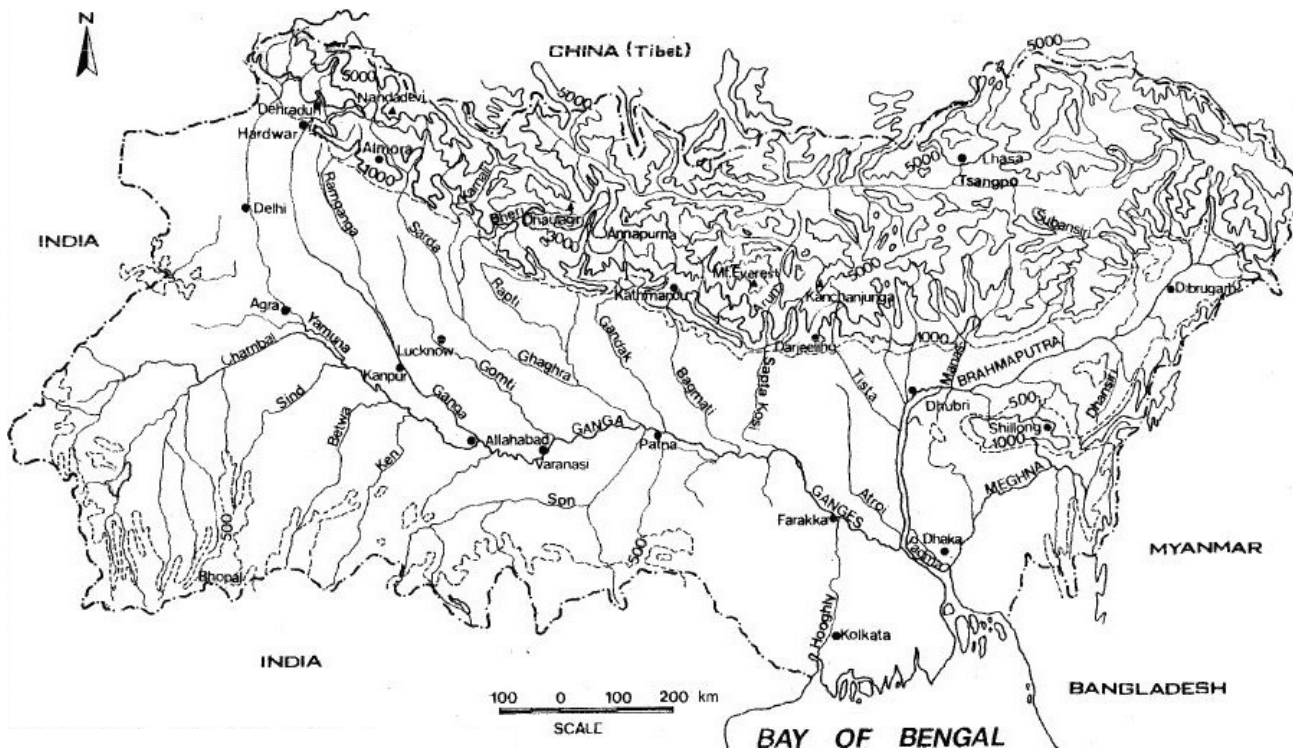 N
CHINA (Tibet)
5000
5000
5000
Nandadevi
Dehradun
Hardwar
Almora
1000
Lhasa
5000
Tsangpo
Ramganga
Karnali
Delhi
Bheri
Dhaulagiri
3000
Annapurna
Subansiri
INDIA
Sarda
Mt.Everest
5000
Rapti
Kathmandu
Arun
Kanchanjunga
Dibrugarh
Agra
Yamuna
Chambal
Lucknow
Ghaghra
Gandak
Darjeeling
1000
Manas
BRAHMAPUTRA
Kanpur
Gomti
Bagmati
Sapta Kosi
Tista
Sind
Ganga
Dhubri
500
Dhansiri
Betwa
Ken
Allahabad
GANGA
Patna
Shillong
1000
Varanasi
MEGHNA
Son
GANGES
Atroi
500
Farakka
Dhaka
Padma
500
MYANMAR
Bhopal
Hooghly
Kolkata
INDIA
BANGLADESH
100 0 100 200 km
SCALE
BAY OF BENGAL